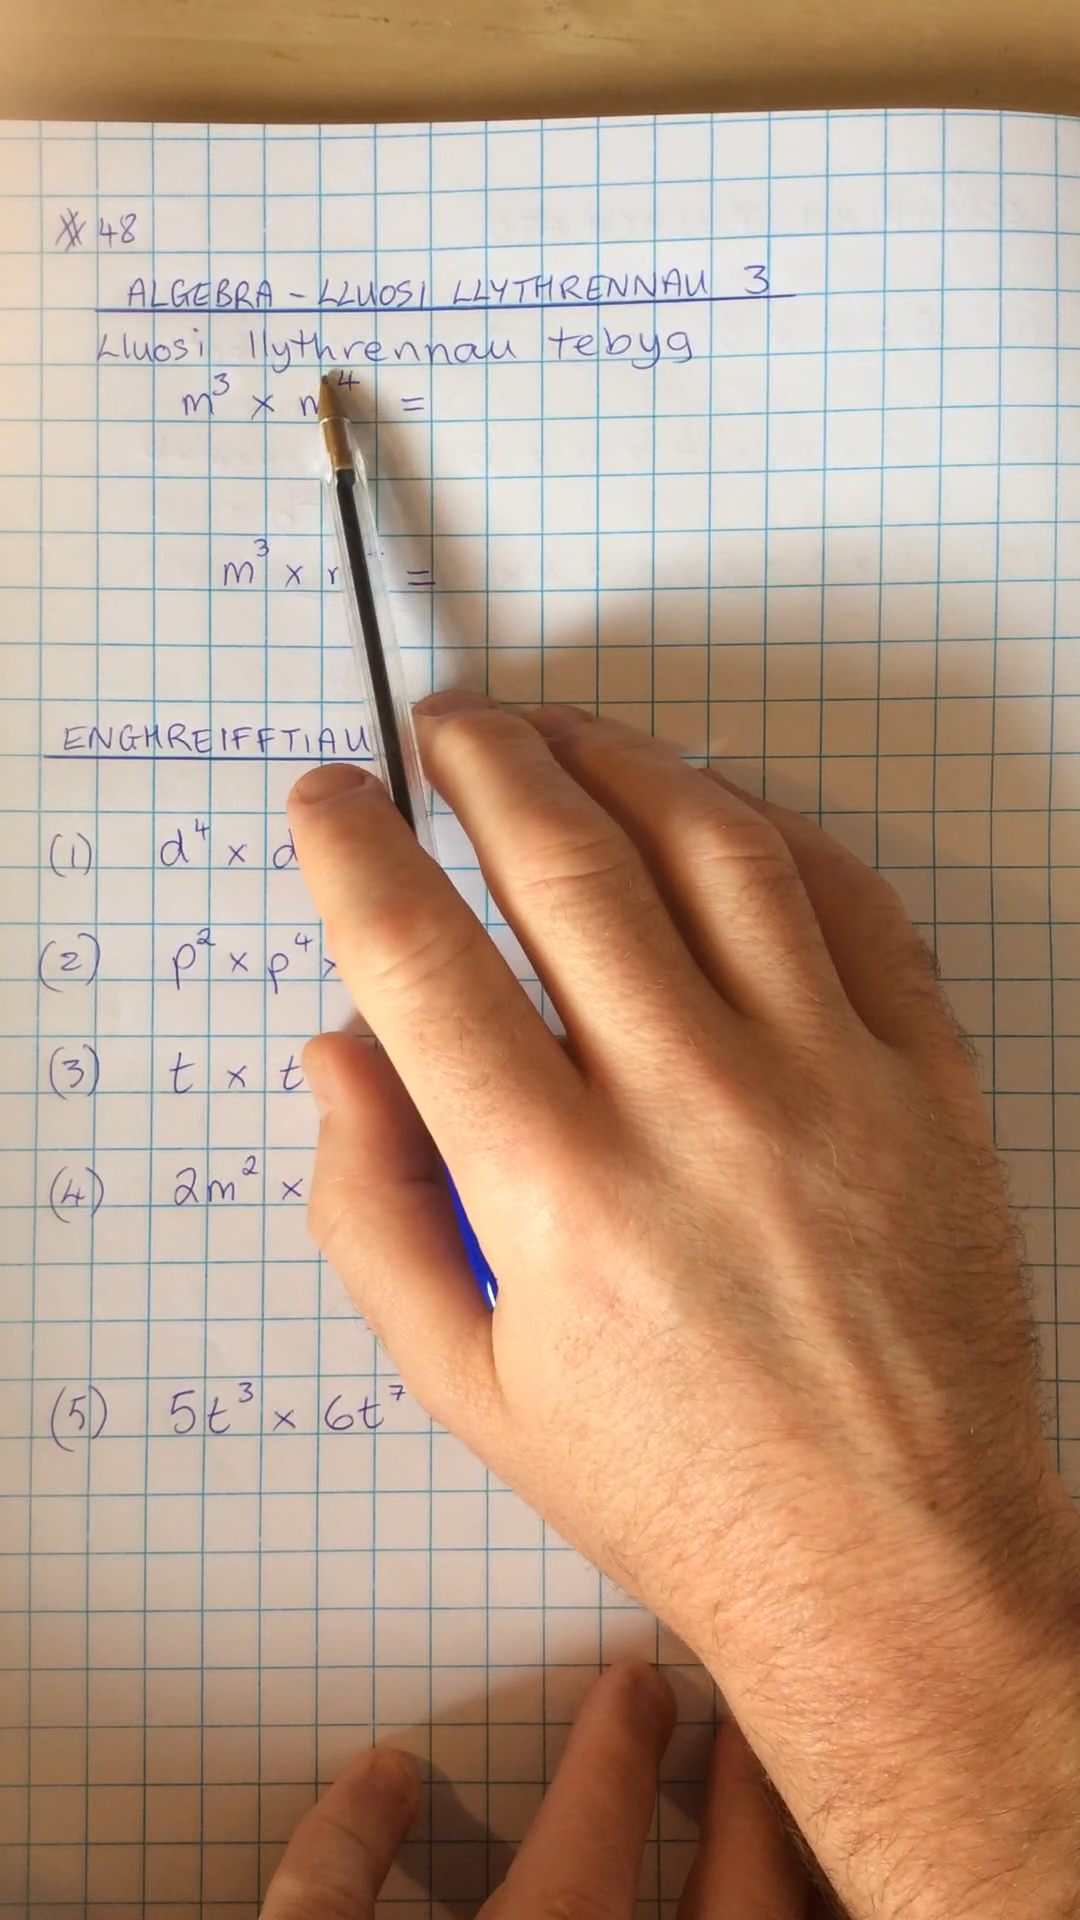 # 48
ALGEBRA - LLUOSI LLYTHRENNAU 3
Lluosi llythrennau tebyg
m³ × m⁴ =
m³ × =
ENGHREIFFTIAU
(1) d⁴ × d
(2) p² × p⁴ ×
(3) t × t
(4) 2m² ×
(5) 5t³ × 6t⁷